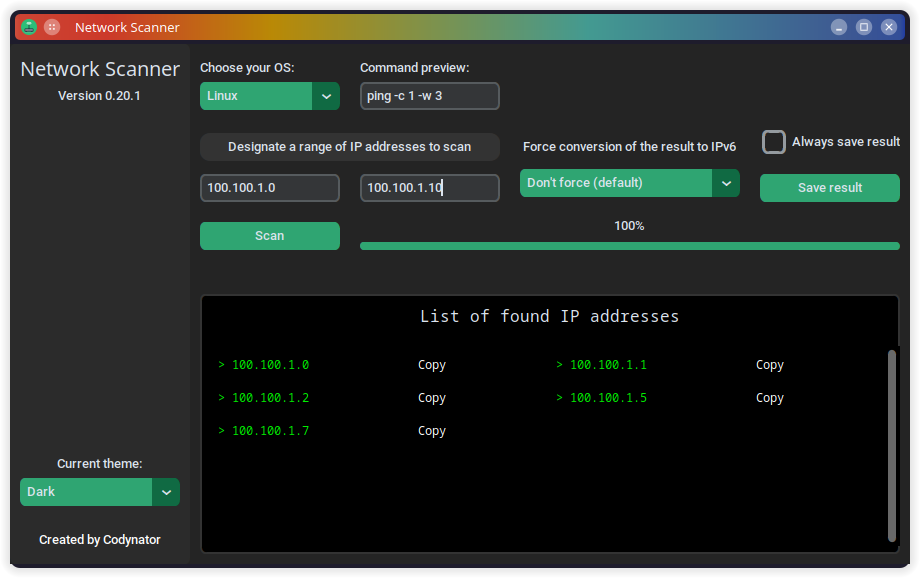 Network Scanner
Network Scanner
Version 0.20.1
Choose your OS:
Command preview:
Linux
ping -c 1 -w 3
Designate a range of IP addresses to scan
Force conversion of the result to IPv6
Always save result
100.100.1.0
100.100.1.10
Don't force (default)
Save result
Scan
100%
List of found IP addresses
> 100.100.1.0 Copy > 100.100.1.1 Copy
> 100.100.1.2 Copy > 100.100.1.5 Copy
> 100.100.1.7 Copy
Current theme:
Dark
Created by Codynator